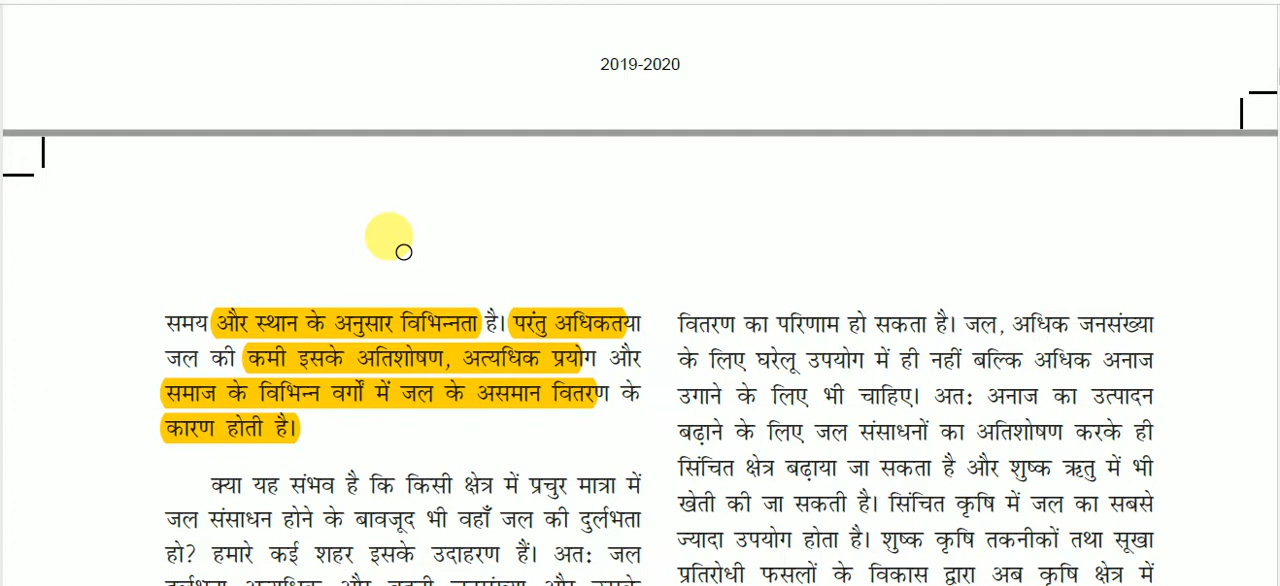 2019-2020
समय और स्थान के अनुसार विभिन्नता है। परंतु अधिकतया
जल की कमी इसके अतिशोषण, अत्यधिक प्रयोग और
समाज के विभिन्न वर्गों में जल के असमान वितरण के
कारण होती है।
क्या यह संभव है कि किसी क्षेत्र में प्रचुर मात्रा में
जल संसाधन होने के बावजूद भी वहाँ जल की दुर्लभता
हो? हमारे कई शहर इसके उदाहरण हैं। अतः जल
वितरण का परिणाम हो सकता है। जल, अधिक जनसंख्या
के लिए घरेलू उपयोग में ही नहीं बल्कि अधिक अनाज
उगाने के लिए भी चाहिए। अतः अनाज का उत्पादन
बढ़ाने के लिए जल संसाधनों का अतिशोषण करके ही
सिंचित क्षेत्र बढ़ाया जा सकता है और शुष्क ऋतु में भी
खेती की जा सकती है। सिंचित कृषि में जल का सबसे
ज्यादा उपयोग होता है। शुष्क कृषि तकनीकों तथा सूखा
प्रतिरोधी फसलों के विकास द्वारा अब कृषि क्षेत्र में